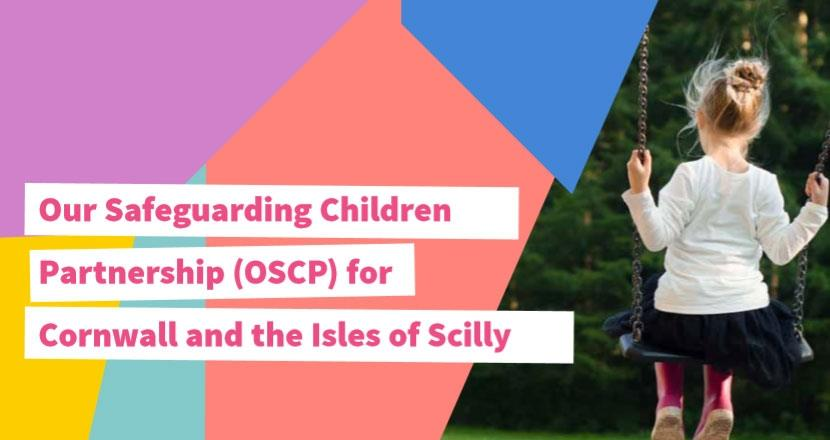 Our Safeguarding Children
Partnership (OSCP) for
Cornwall and the Isles of Scilly